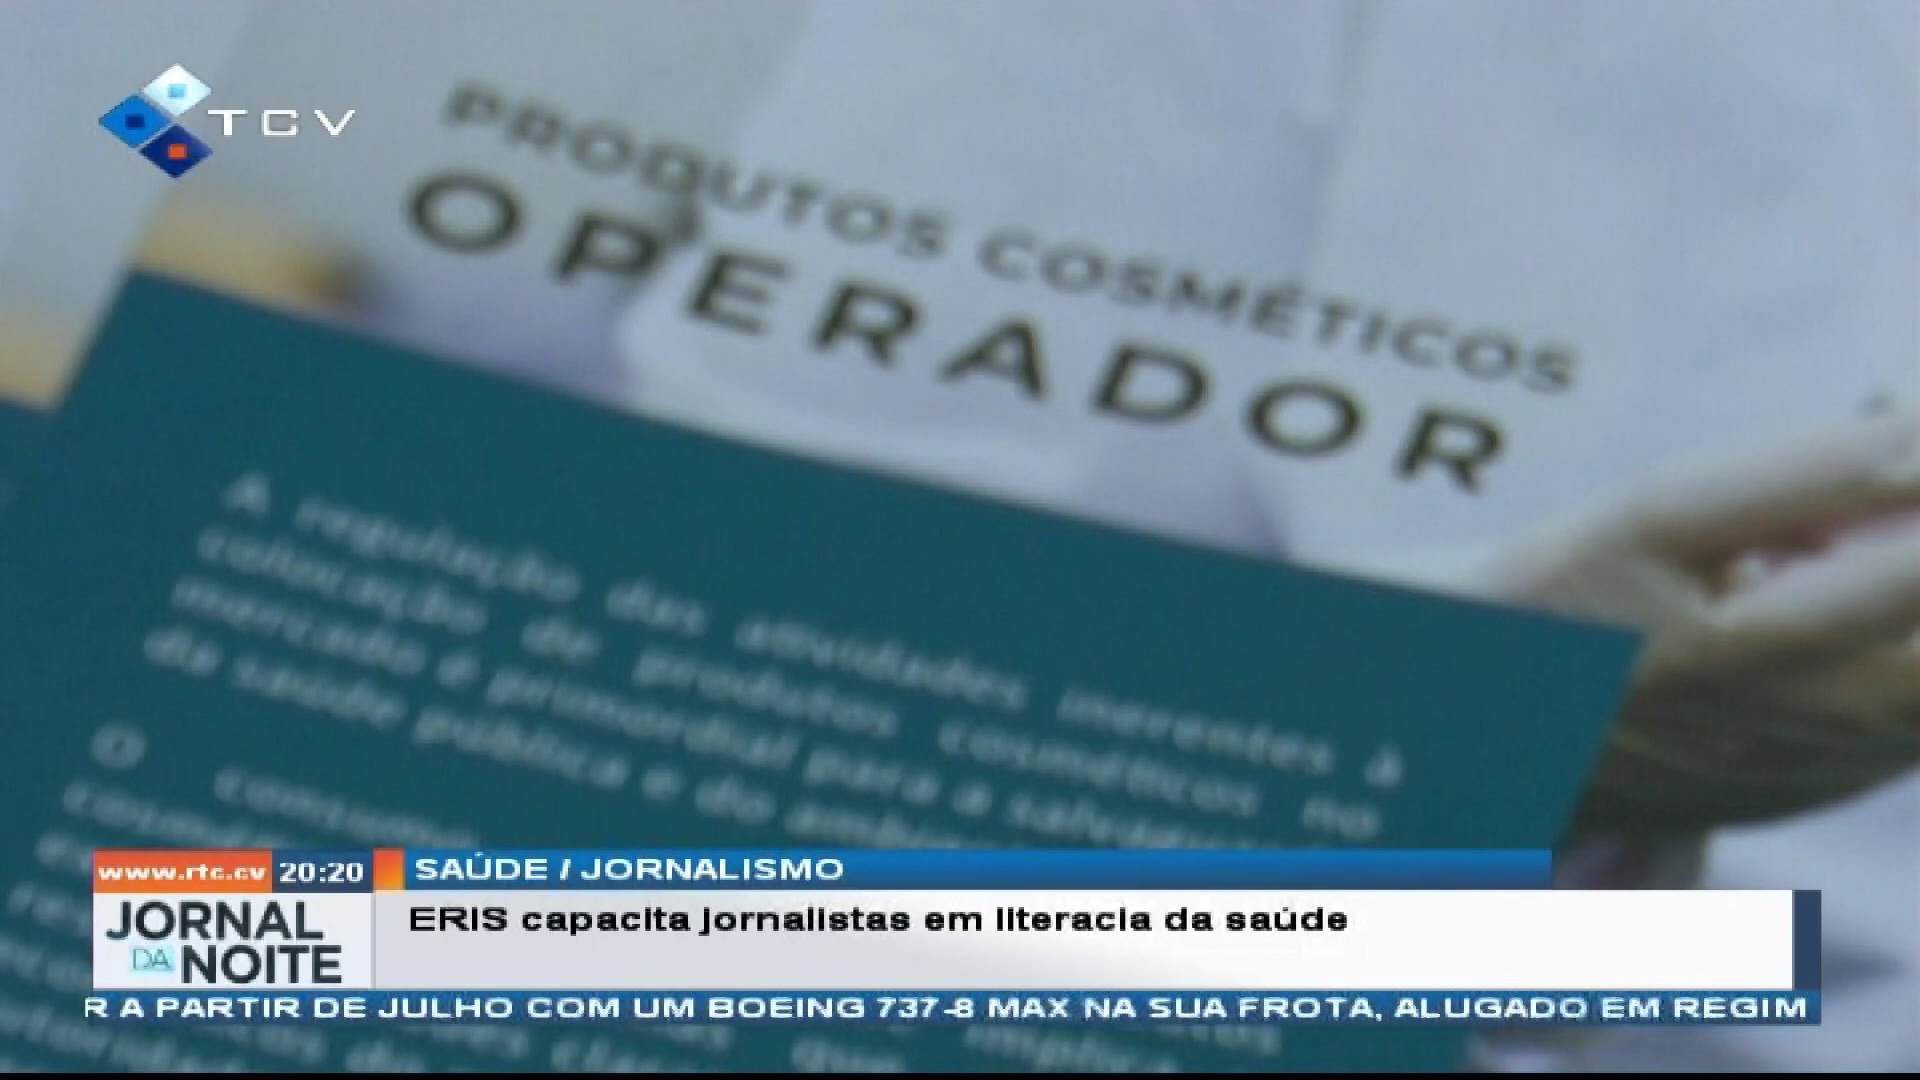 TCV
PRODUTOS COSMÉTICOS
OPERADOR
A regulação das atividades inerentes à
colocação de produtos cosméticos no
mercado é primordial para a
da saúde pública e do
O consumo
www.rtc.cv 20:20 SAÚDE / JORNALISMO
JORNAL
DA NOITE
ERIS capacita jornalistas em literacia da saúde
R A PARTIR DE JULHO COM UM BOEING 737-8 MAX NA SUA FROTA, ALUGADO EM REGIM